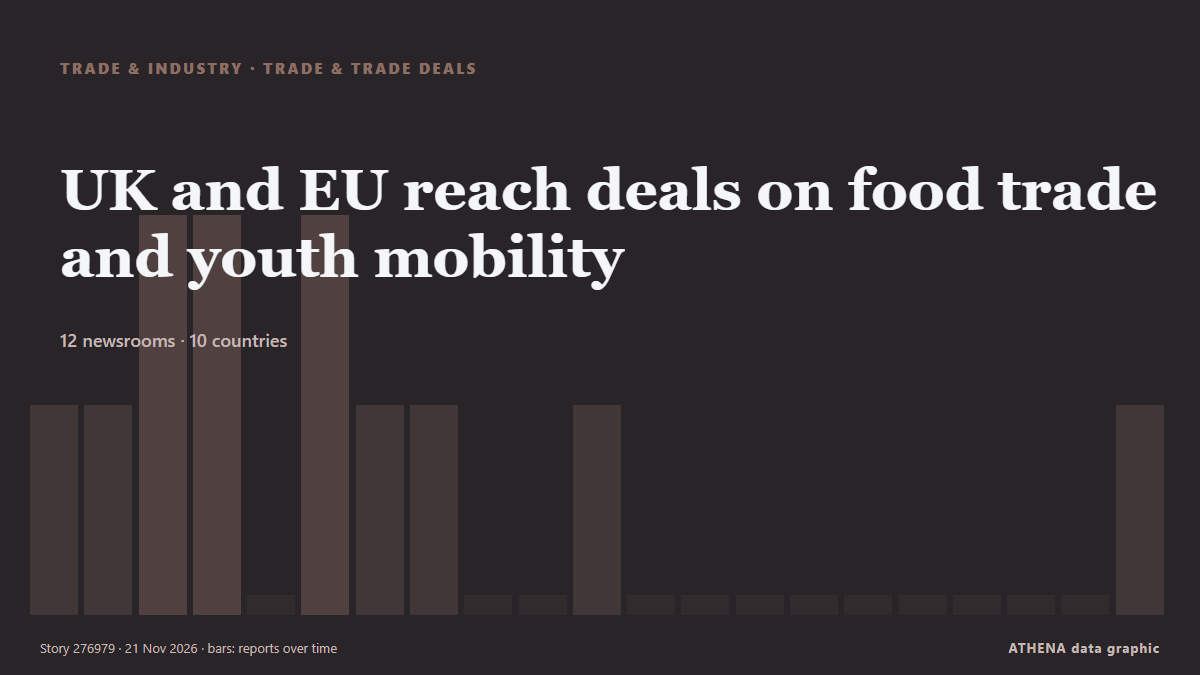 TRADE & INDUSTRY · TRADE & TRADE DEALS
UK and EU reach deals on food trade
and youth mobility
12 newsrooms · 10 countries
Story 276979 · 21 Nov 2026 · bars: reports over time
ATHENA data graphic